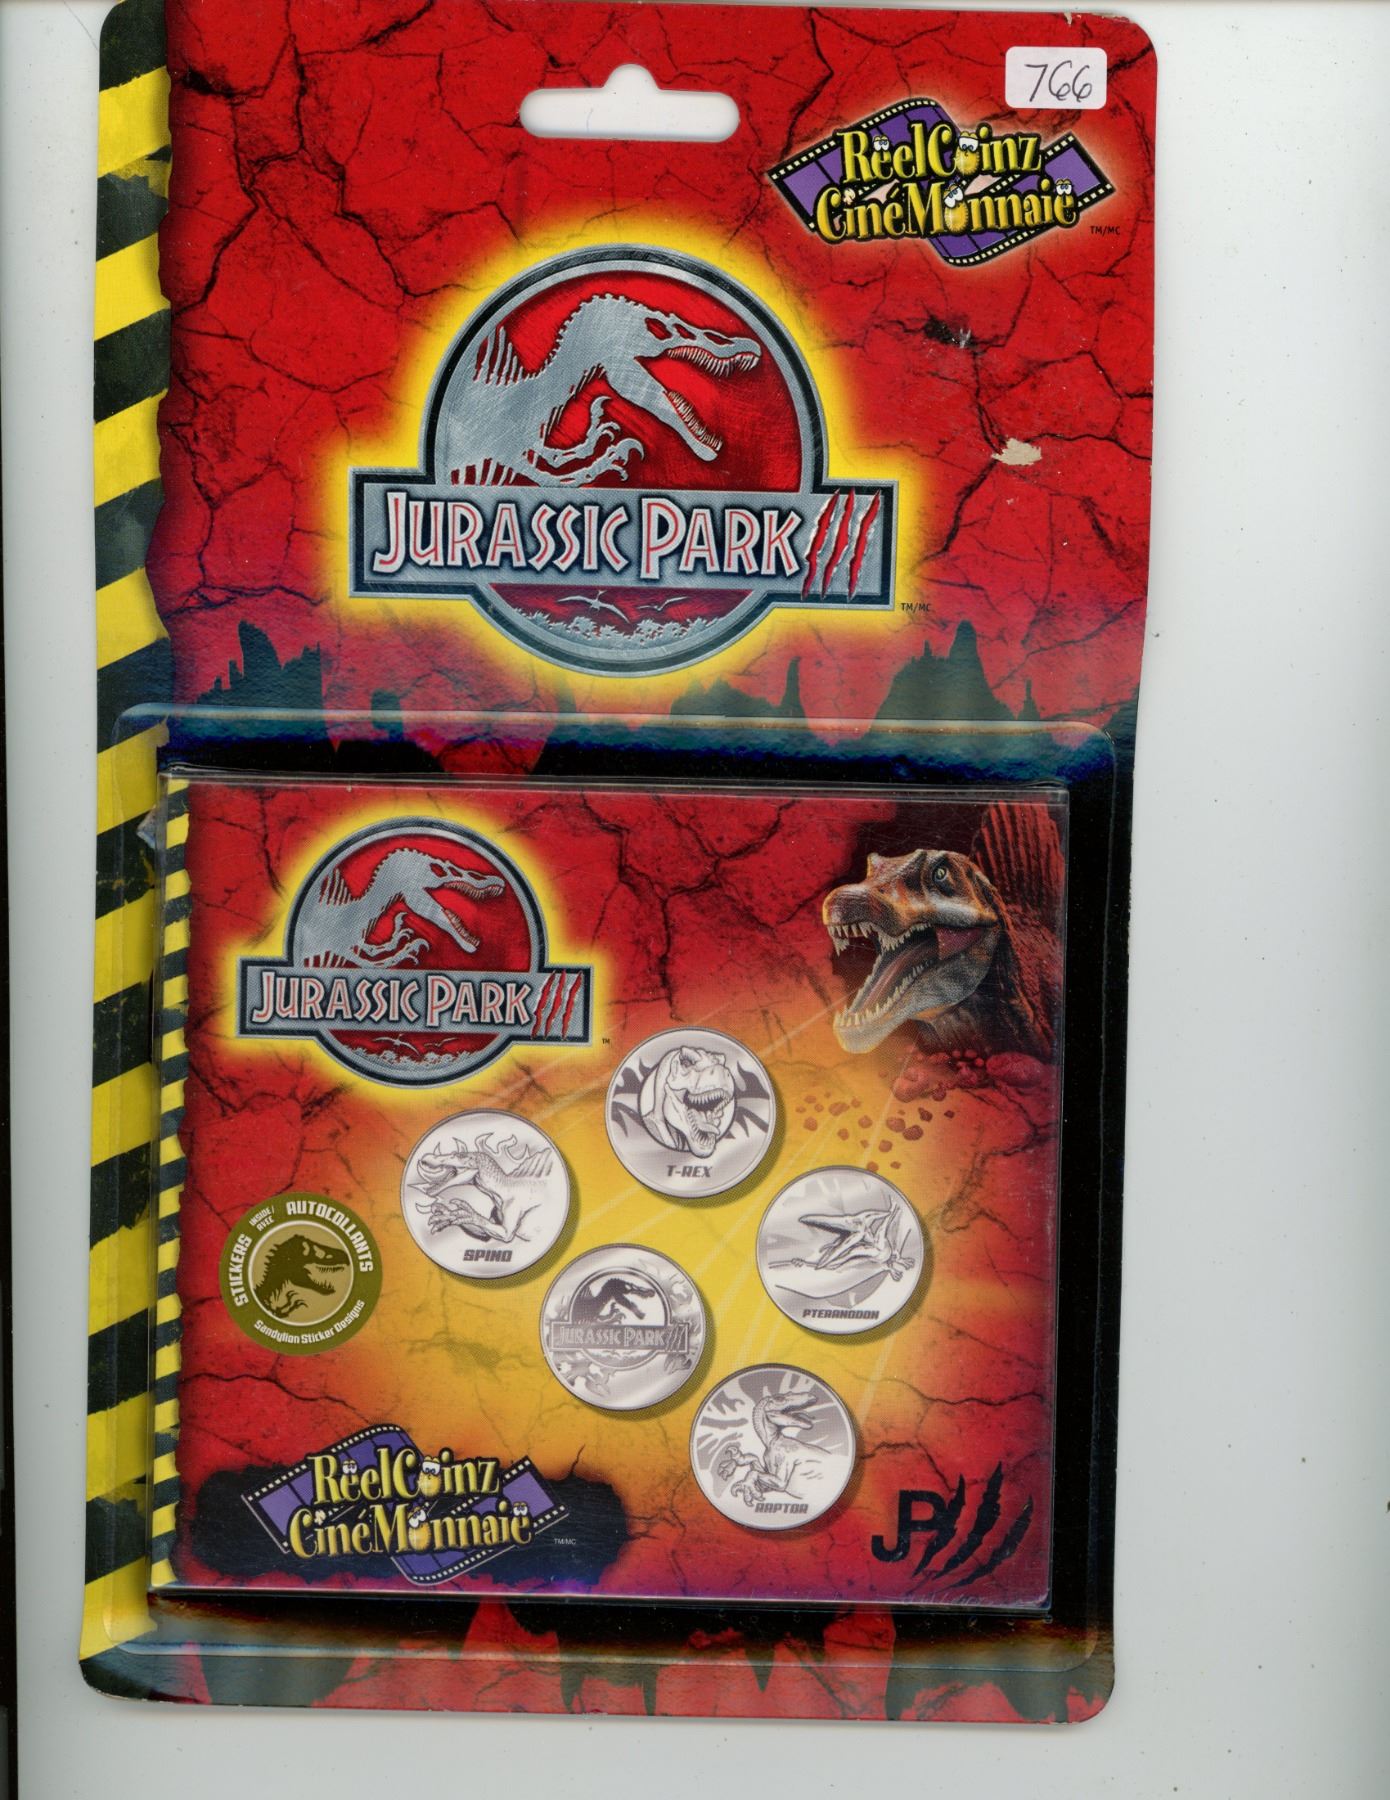 766
ReelCoinz
CinéMonnaie
TM/MC
JURASSIC PARK III
TM/MC
JURASSIC PARK III
TM
T-REX
SPINO
PTERANODON
JURASSIC PARK III
RAPTOR
STICKERS INSIDE/AVEC AUTOCOLLANTS
Sandylion Sticker Designs
ReelCoinz
CinéMonnaie
TM/MC
JP III